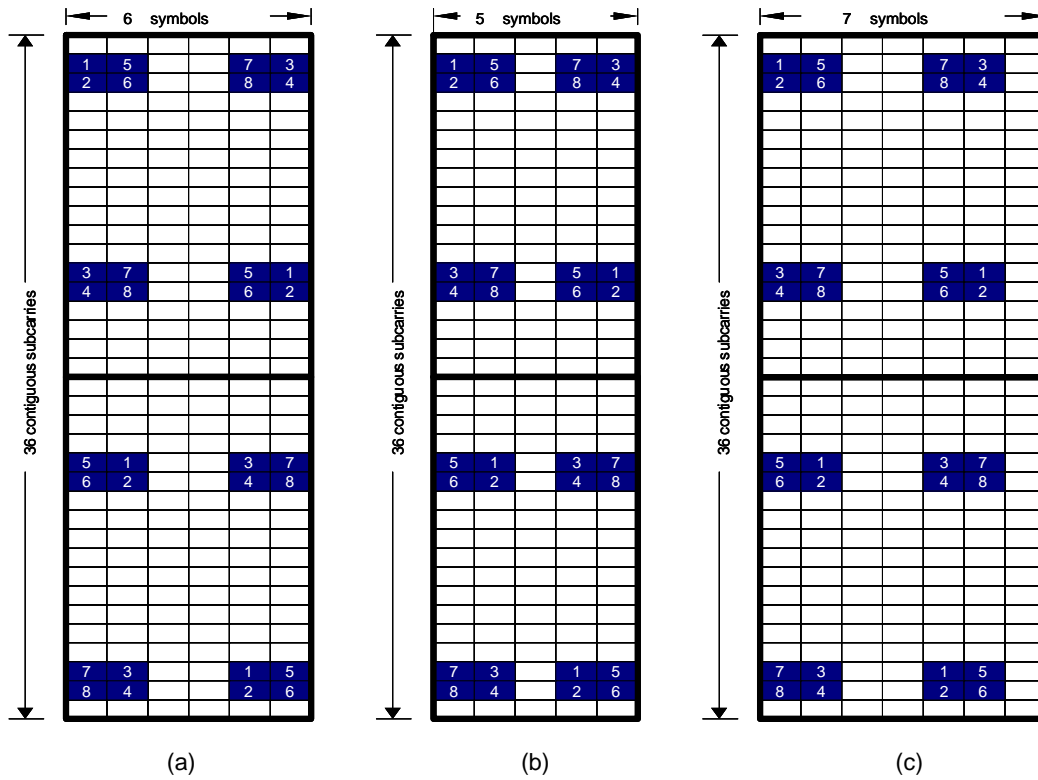 6 symbols 5 symbols 7 symbols
36 contiguous subcarries 36 contiguous subcarries 36 contiguous subcarries
1 5 7 3 1 5 7 3 1 5 7 3
2 6 8 4 2 6 8 4 2 6 8 4
3 7 5 1 3 7 5 1 3 7 5 1
4 8 6 2 4 8 6 2 4 8 6 2
5 1 3 7 5 1 3 7 5 1 3 7
6 2 4 8 6 2 4 8 6 2 4 8
7 3 1 5 7 3 1 5 7 3 1 5
8 4 2 6 8 4 2 6 8 4 2 6
(a) (b) (c)